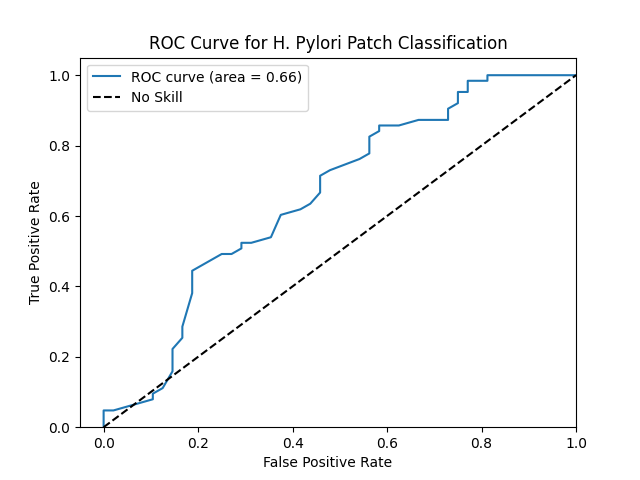 ROC Curve for H. Pylori Patch Classification
ROC curve (area = 0.66)
No Skill
True Positive Rate
1.0
0.8
0.6
0.4
0.2
0.0
0.0 0.2 0.4 0.6 0.8 1.0
False Positive Rate